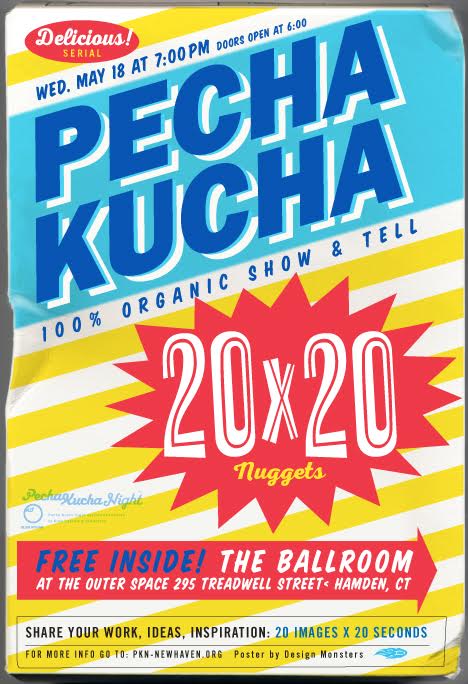 Delicious!
SERIAL
WED. MAY 18 AT 7:00PM DOORS OPEN AT 6:00
PECHA
KUCHA
100% ORGANIC SHOW & TELL
20x20
Nuggets
PechaKuchaNight
FREE INSIDE! THE BALLROOM
AT THE OUTER SPACE 295 TREADWELL STREET< HAMDEN, CT
SHARE YOUR WORK, IDEAS, INSPIRATION: 20 IMAGES X 20 SECONDS
FOR MORE INFO GO TO: PKN-NEWHAVEN.ORG Poster by Design Monsters